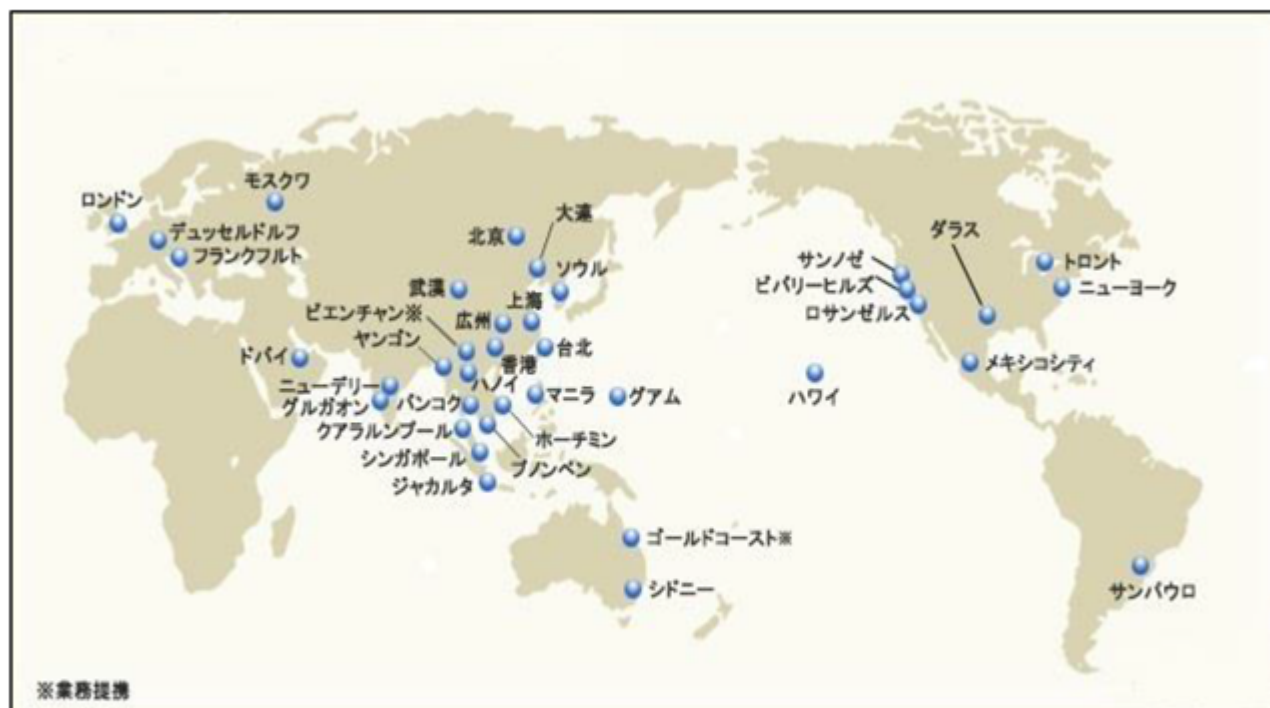 モスクワ
ロンドン
デュッセルドルフ
フランクフルト
大連
北京
ソウル
武漢
上海
ビエンチャン※
広州
ヤンゴン
台北
香港
ドバイ
ハノイ
ニューデリー
グルガオン
バンコク
マニラ
グアム
クアラルンプール
ホーチミン
シンガポール
プノンペン
ジャカルタ
ダラス
サンノゼ
トロント
ビバリーヒルズ
ニューヨーク
ロサンゼルス
メキシコシティ
ハワイ
ゴールドコースト※
シドニー
サンパウロ
※業務提携